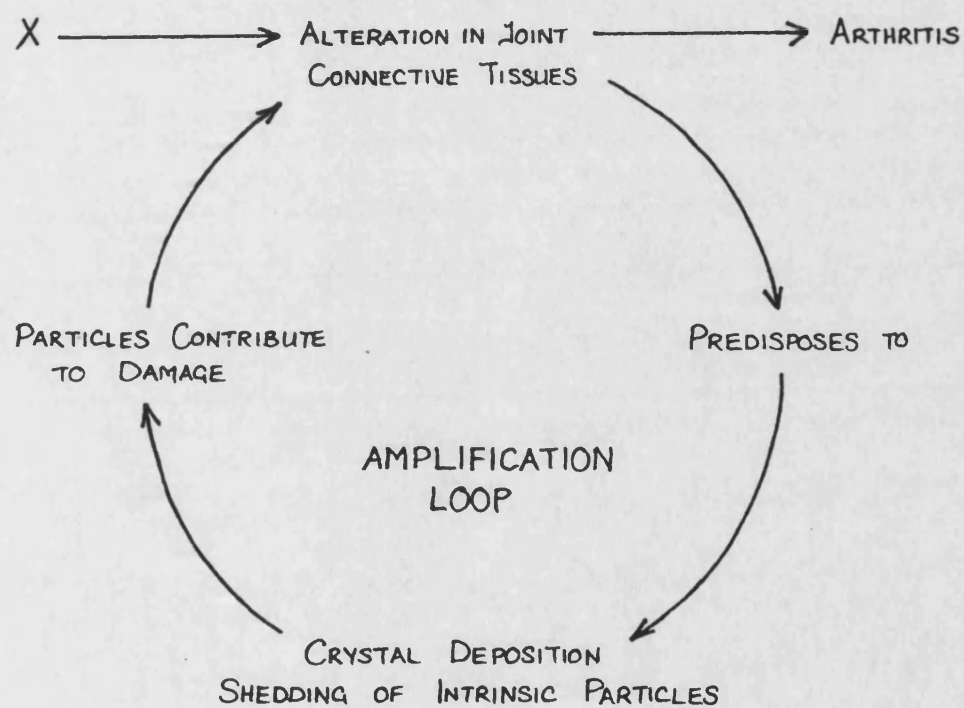 X ALTERATION IN JOINT ARTHRITIS
CONNECTIVE TISSUES
PREDISPOSES TO
CRYSTAL DEPOSITION
SHEDDING OF INTRINSIC PARTICLES
PARTICLES CONTRIBUTE
TO DAMAGE
AMPLIFICATION
LOOP